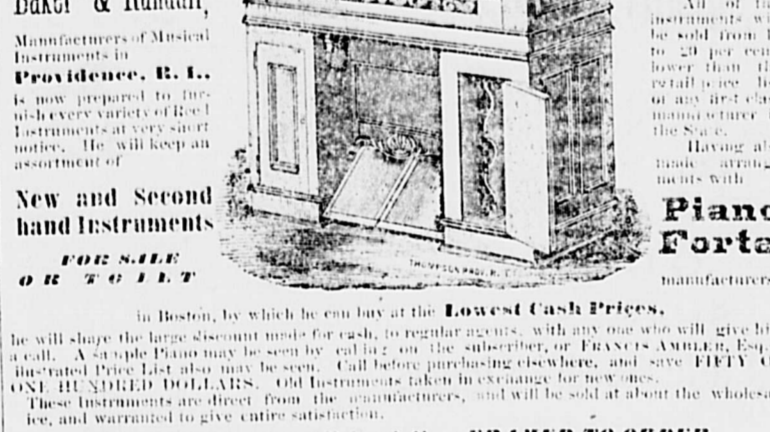 Baker & Randall,
Manufacturers of Musical
Instruments in
Providence, R. I.,
is now prepared to fur-
nish every variety of Reed
Instruments at very short
notice. He will keep an
assortment of
New and Second
hand Instruments
FOR SALE
OR TO LET
All of
instruments wi
be sold from
to 20 per cen
lower than
retail price
of any first cla
manufacturer
the State.
Having al
made arrang
ments with
Piano
Forte
manufacturers
in Boston, by which he can buy at the Lowest Cash Prices,
he will share the large discount made for cash, to regular agents, with any one who will give hi
a call. A sample Piano may be seen by calling on the subscriber, or FRANCIS AMBLER, Esq.
illustrated Price List also may be seen. Call before purchasing elsewhere, and save FIFTY O
ONE HUNDRED DOLLARS. Old Instruments taken in exchange for new ones.
These Instruments are direct from the manufacturers, and will be sold at about the wholesa
ice, and warranted to give entire satisfaction.